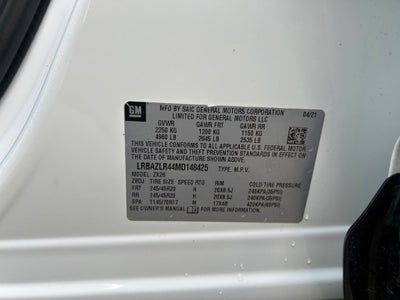 GM
MFD BY SAIC GENERAL MOTORS CORPORATION
LIMITED FOR GENERAL MOTORS LLC
04/21
GVWR GAWR FRT GAWR RR
2250 KG 1200 KG 1150 KG
4960 LB 2645 LB 2535 LB
THIS VEHICLE CONFORMS TO ALL APPLICABLE U.S. FEDERAL
MOTOR VEHICLE SAFETY, BUMPER, AND THEFT PREVENTION
STANDARDS IN EFFECT ON THE DATE OF MANUFACTURE SHOWN ABOVE.
LRBAZLR44MD148425 TYPE: M.P.V.
MODEL: ZX26
ZBOJ TIRE SIZE SPEED RTG RIM COLD TIRE PRESSURE
FRT 245/45R20 H 20X8.5J 240KPA(35PSI)
RR 245/45R20 H 20X8.5J 240KPA(35PSI)
SPA T145/70R17 M 17X4B 420KPA(60PSI)
SEE OWNER'S MANUAL FOR MORE INFORMATION.